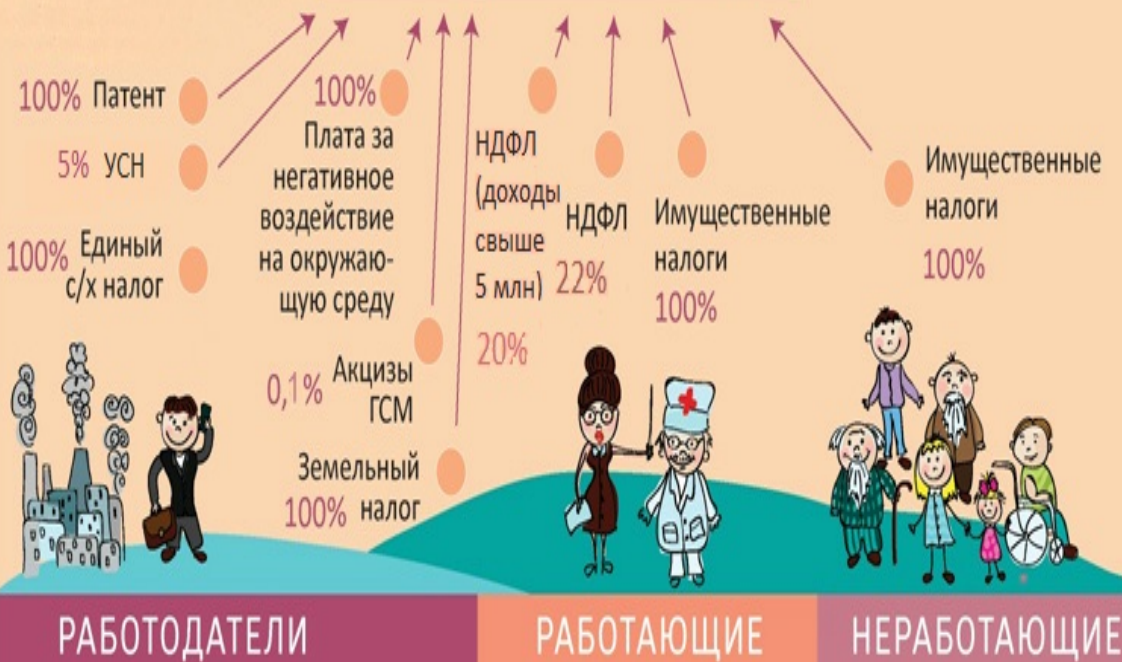 100% Патент
5% УСН
100% Единый
с/х налог
100%
Плата за
негативное
воздействие
на окружаю-
щую среду
0,1% Акцизы
ГСМ
Земельный
100% налог
НДФЛ
(доходы
свыше
5 млн)
20%
НДФЛ
22%
Имущественные
налоги
100%
Имущественные
налоги
100%
РАБОТОДАТЕЛИ
РАБОТАЮЩИЕ
НЕРАБОТАЮЩИЕ